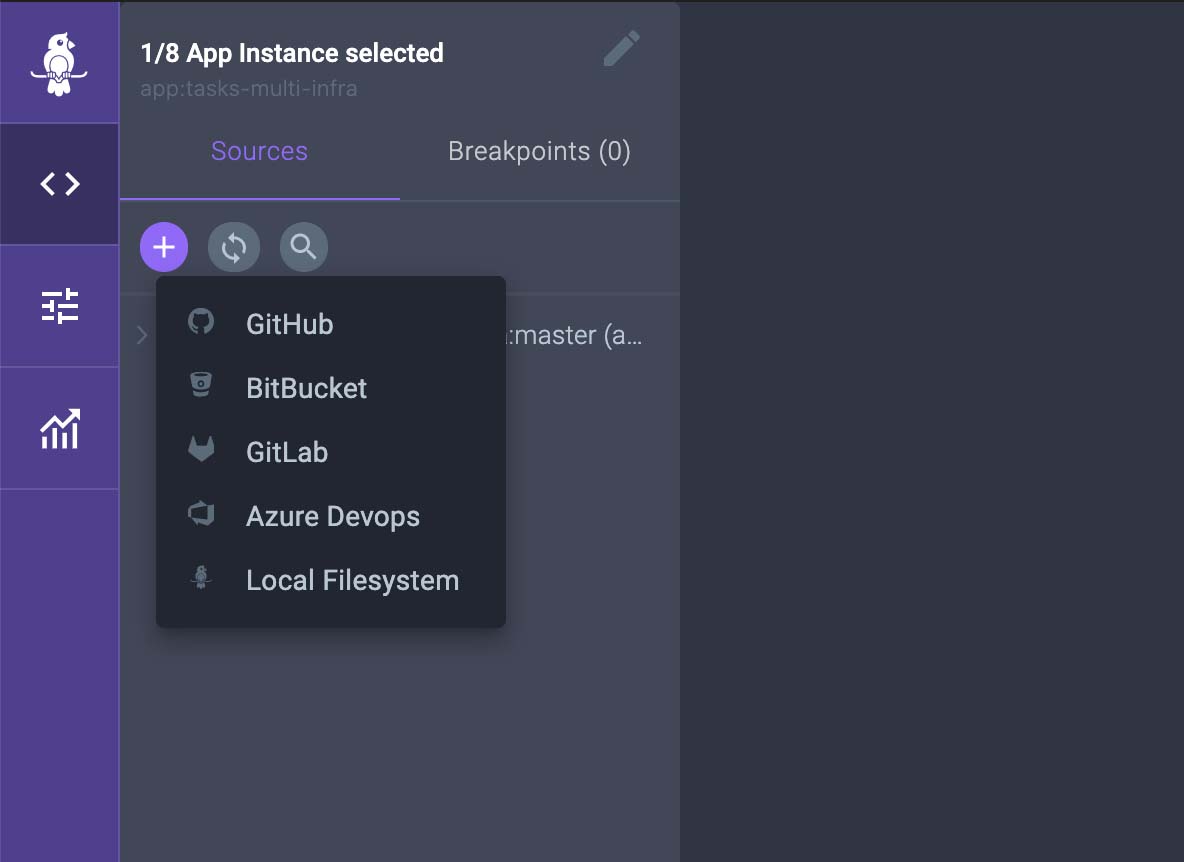 1/8 App Instance selected
app:tasks-multi-infra
Sources
Breakpoints (0)
GitHub
:master (a...
BitBucket
GitLab
Azure Devops
Local Filesystem